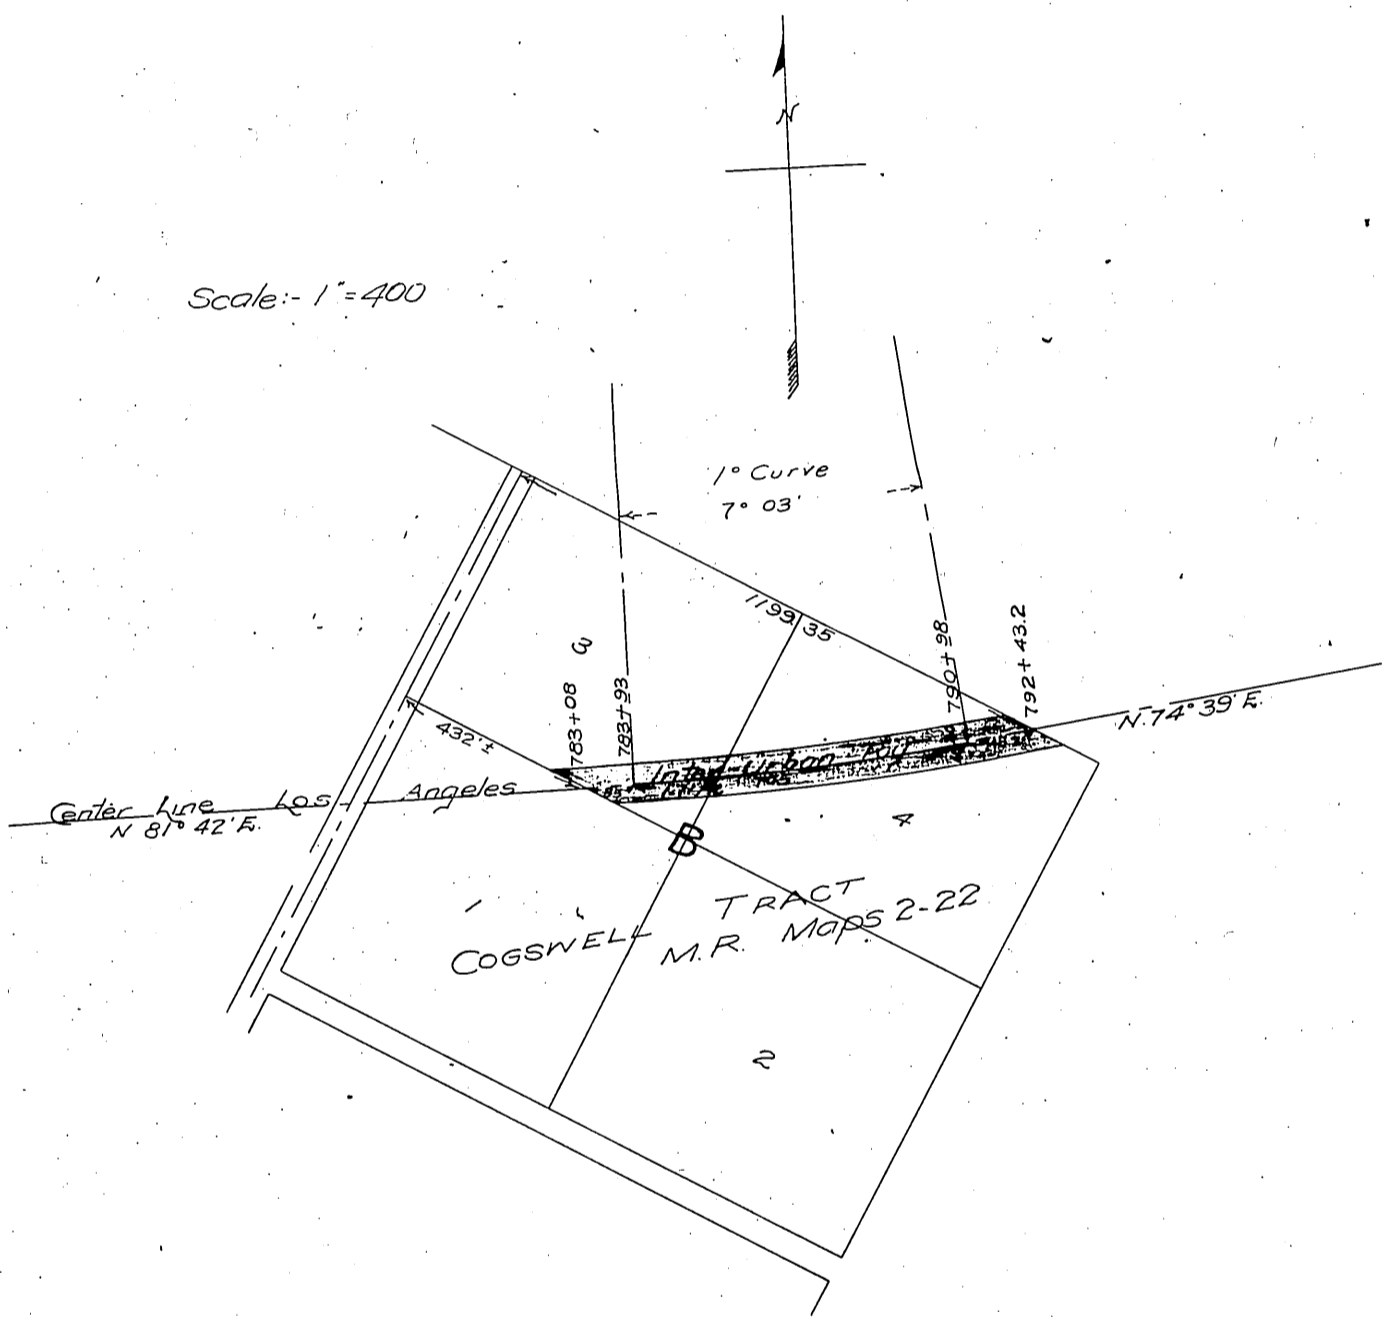 N
Scale:- 1"=400
1° Curve
7° 03'
1199.35
3
783+08
783+93
790+98
792+43.2
432'±
N.74°39'E.
Center Line Los Angeles Inter-Urban Ry.
N 81°42'E.
B
4
1
TRACT
COGSWELL
M.R. Maps 2-22
2